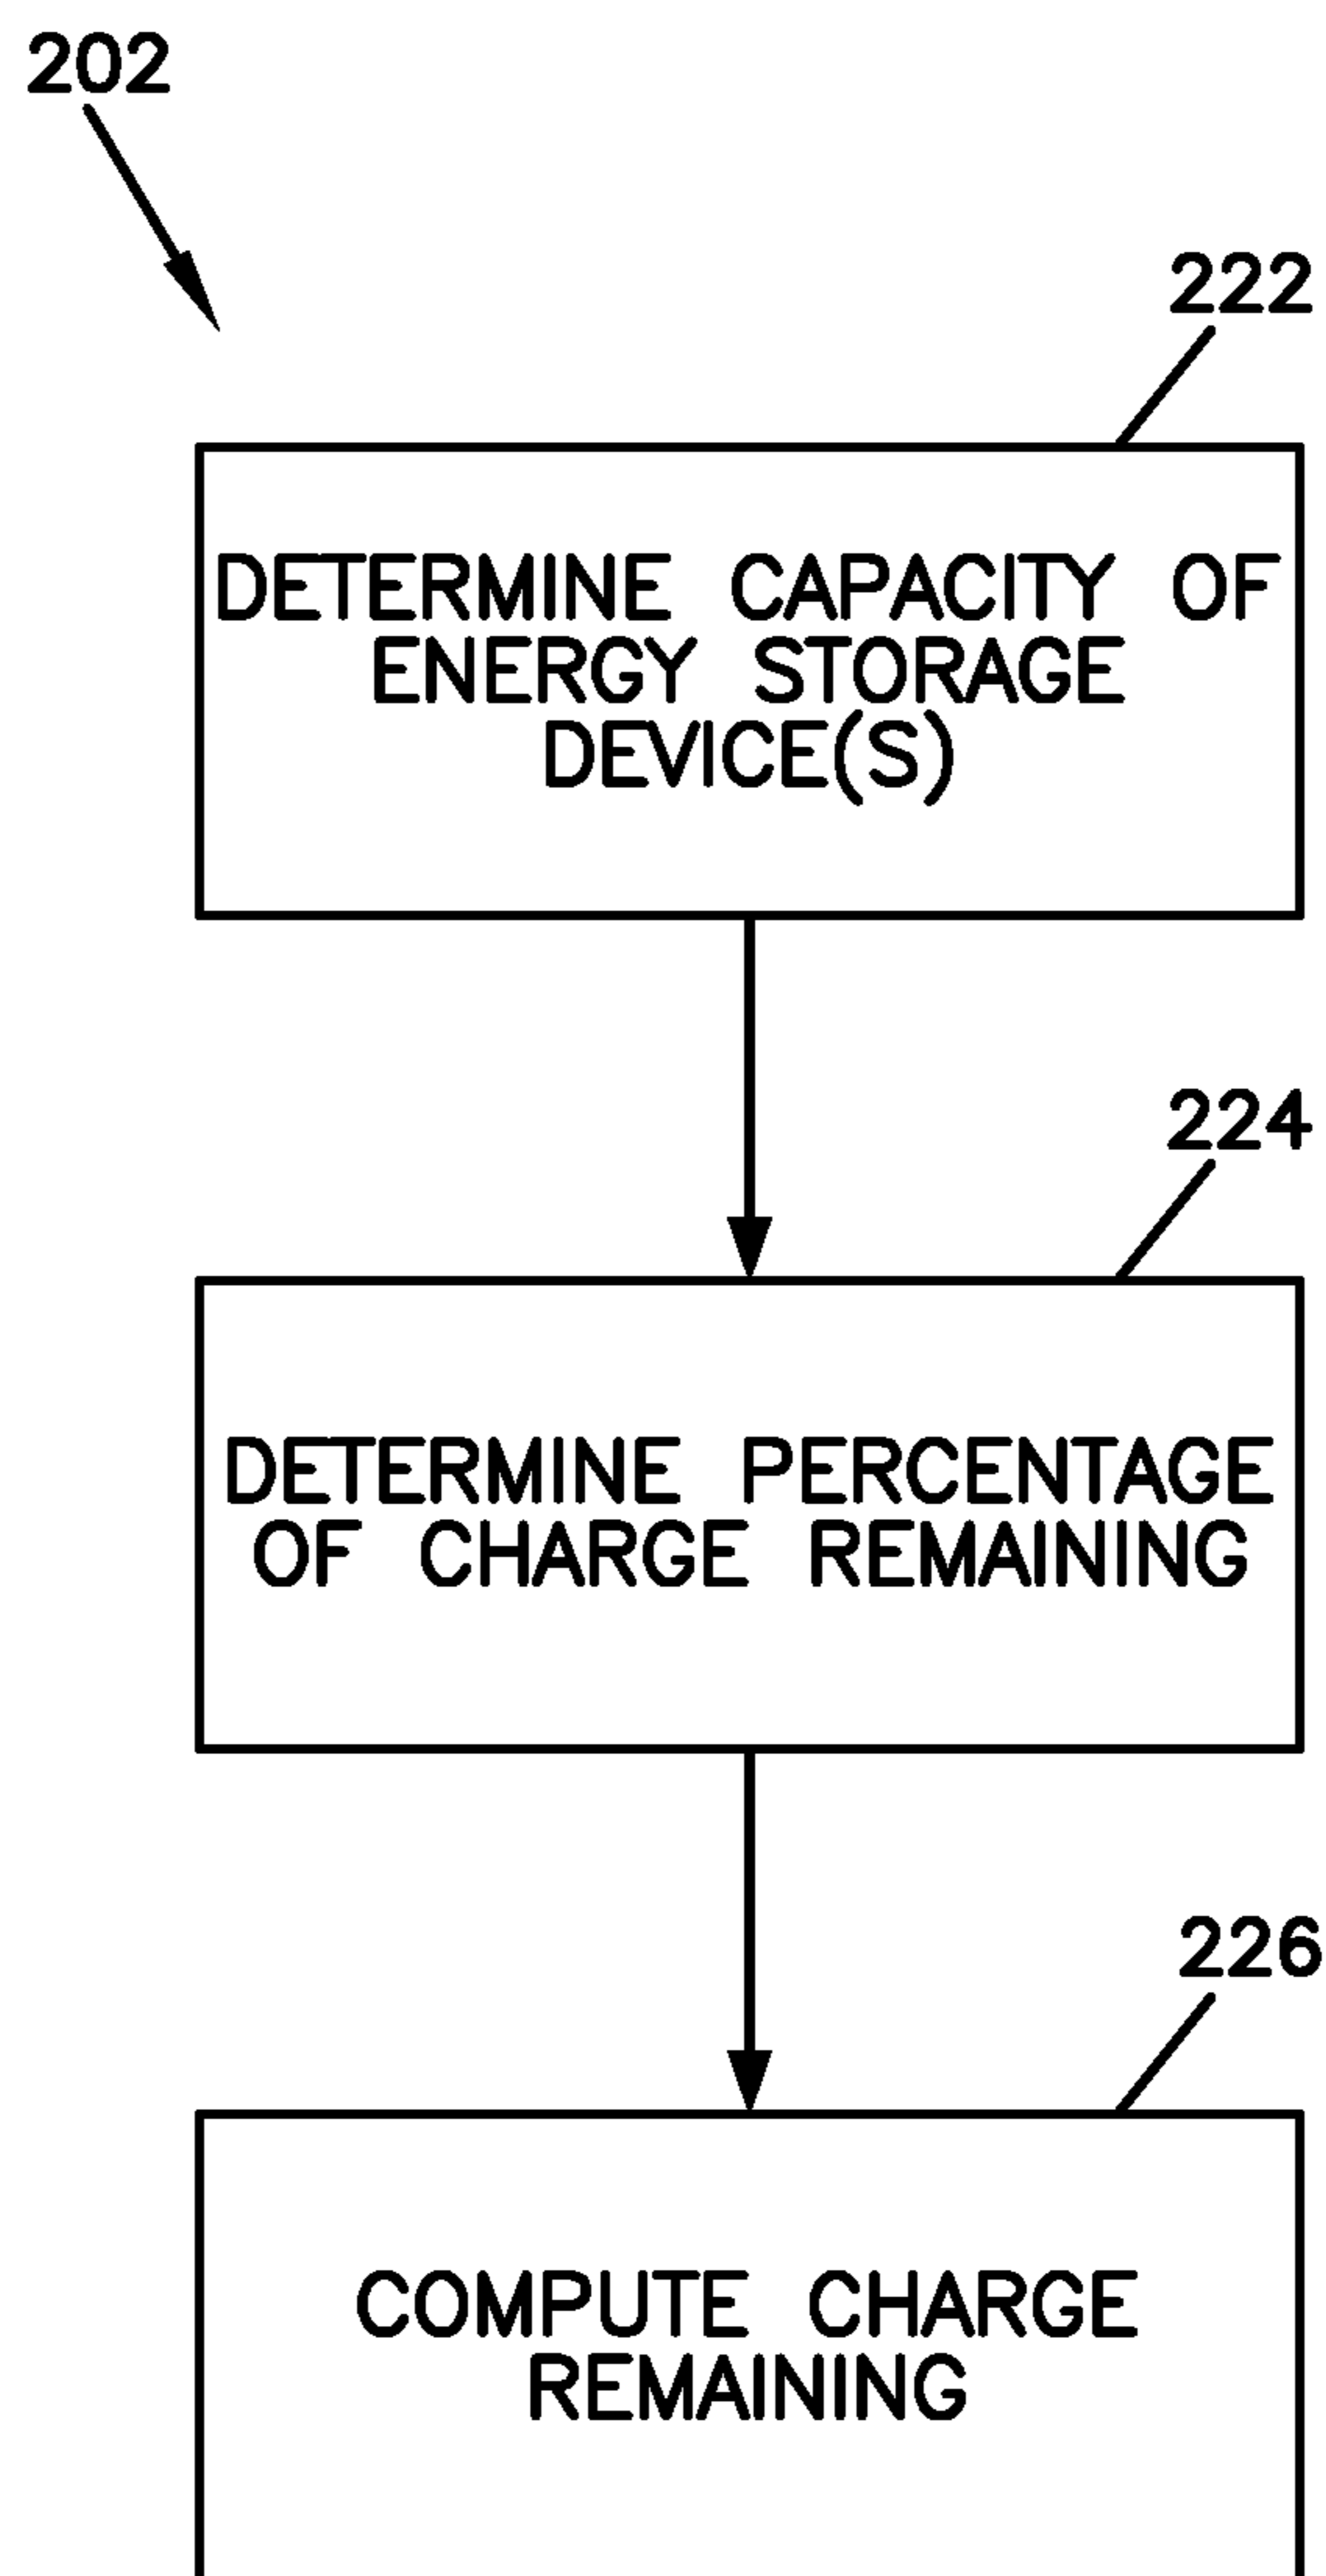 202
222
DETERMINE CAPACITY OF
ENERGY STORAGE
DEVICE(S)
224
DETERMINE PERCENTAGE
OF CHARGE REMAINING
226
COMPUTE CHARGE
REMAINING